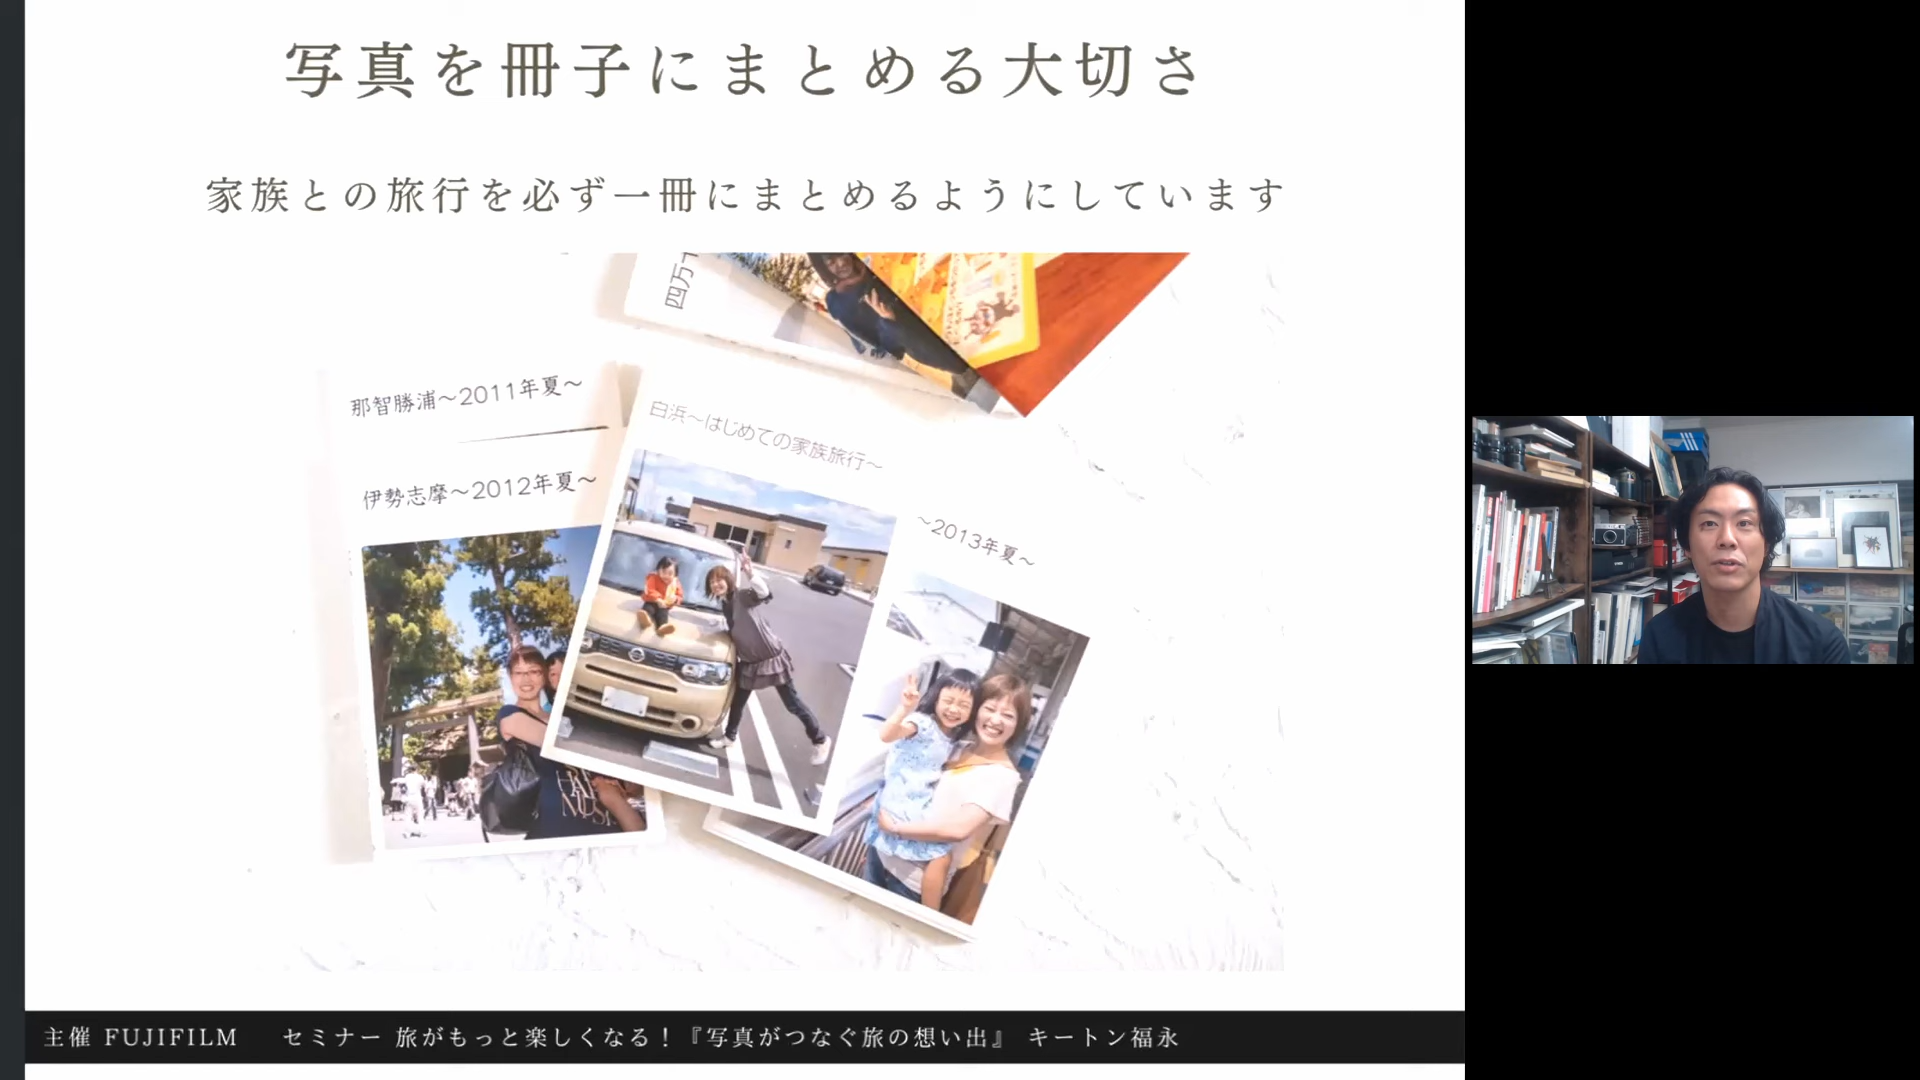 写真を冊子にまとめる大切さ
家族との旅行を必ず一冊にまとめるようにしています
四万
那智勝浦〜2011年夏〜
伊勢志摩〜2012年夏〜
白浜〜はじめての家族旅行〜
〜2013年夏〜
主催 FUJIFILM セミナー 旅がもっと楽しくなる！『写真がつなぐ旅の想い出』 キートン福永